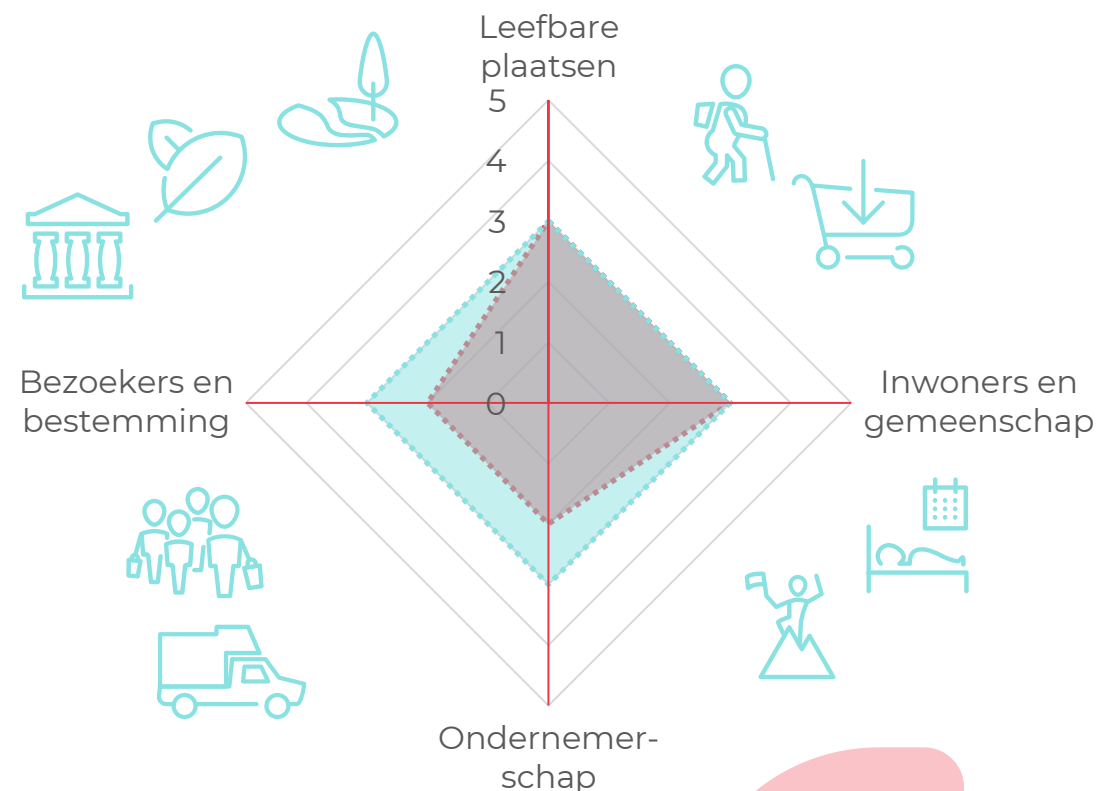 Leefbare
plaatsen
5
4
3
2
1
0
Bezoekers en
bestemming
Inwoners en
gemeenschap
Ondernemer-
schap